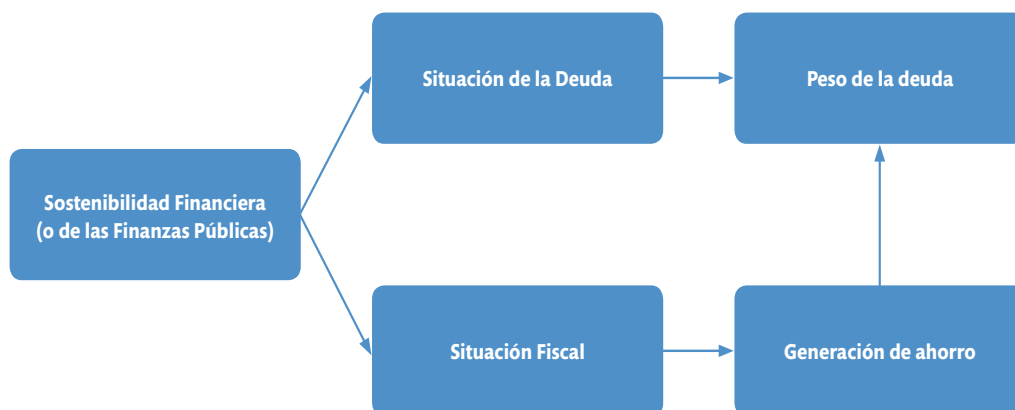 Situación de la Deuda
Peso de la deuda
Sostenibilidad Financiera
(o de las Finanzas Públicas)
Situación Fiscal
Generación de ahorro